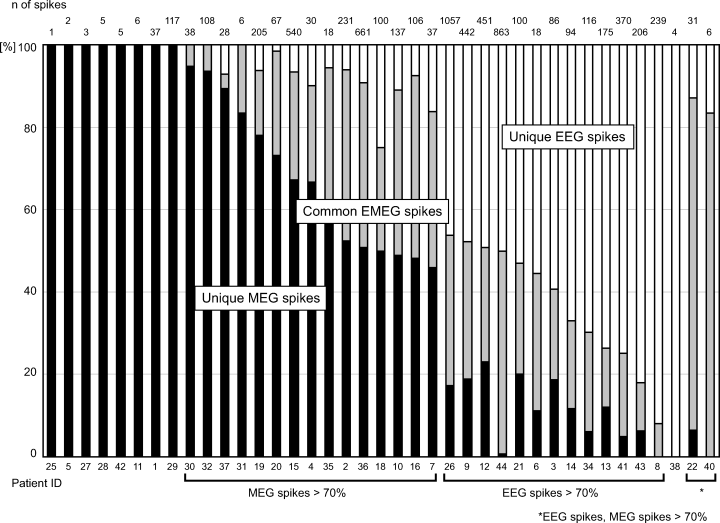 n of spikes
2 5 6 117 108 6 67 30 231 100 106 1057 451 100 86 116 370 239 31
1 3 5 37 38 28 205 540 18 661 137 37 442 863 18 94 175 206 4 6
[%] 100
80
Unique EEG spikes
60
Common EMEG spikes
40
Unique MEG spikes
20
0
25 5 27 28 42 11 1 29 30 32 37 31 19 20 15 4 35 2 36 18 10 16 7 26 9 12 44 21 6 3 14 34 13 41 43 8 38 22 40
Patient ID
MEG spikes > 70%
EEG spikes > 70%
*
*EEG spikes, MEG spikes > 70%